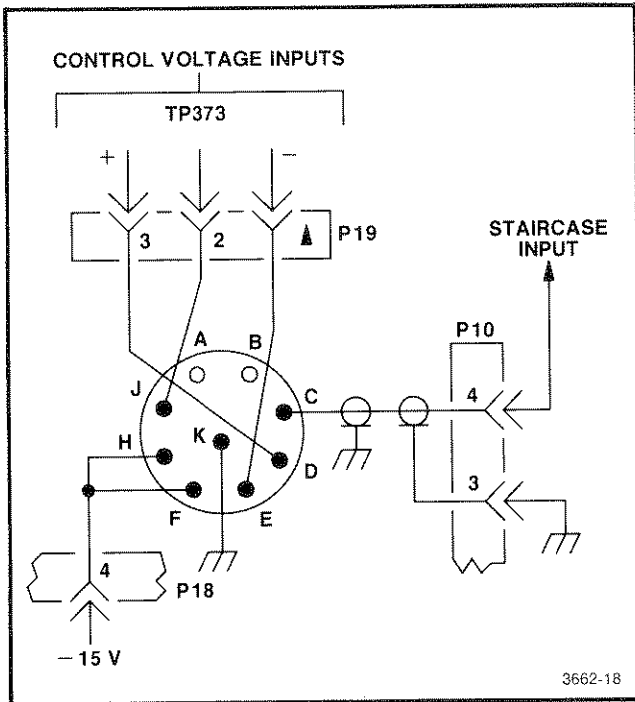 CONTROL VOLTAGE INPUTS
TP373
+ −
3 2 P19
STAIRCASE
INPUT
P10
A B
J C 4
H K D
F E 3
4 P18
−15 V
3662-18